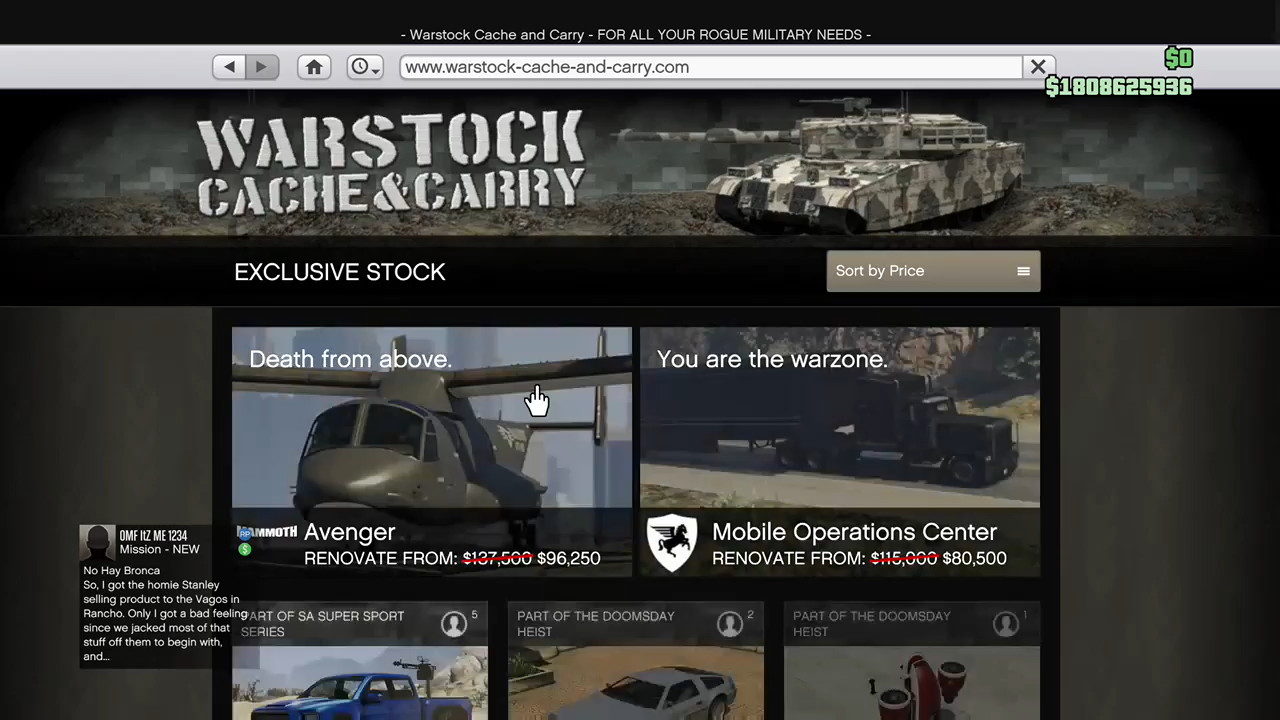 - Warstock Cache and Carry - FOR ALL YOUR ROGUE MILITARY NEEDS -
www.warstock-cache-and-carry.com
$0
$1808625936
WARSTOCK
CACHE&CARRY
EXCLUSIVE STOCK
Sort by Price
Death from above.
MAMMOTH
Avenger
RENOVATE FROM: $137,500 $96,250
You are the warzone.
Mobile Operations Center
RENOVATE FROM: $115,000 $80,500
OMF ItZ ME 1234
Mission - NEW
No Hay Bronca
So, I got the homie Stanley
selling product to the Vagos in
Rancho. Only I got a bad feeling
since we jacked most of that
stuff off them to begin with,
and...
RP
$
PART OF SA SUPER SPORT
SERIES
5
PART OF THE DOOMSDAY
HEIST
2
PART OF THE DOOMSDAY
HEIST
1